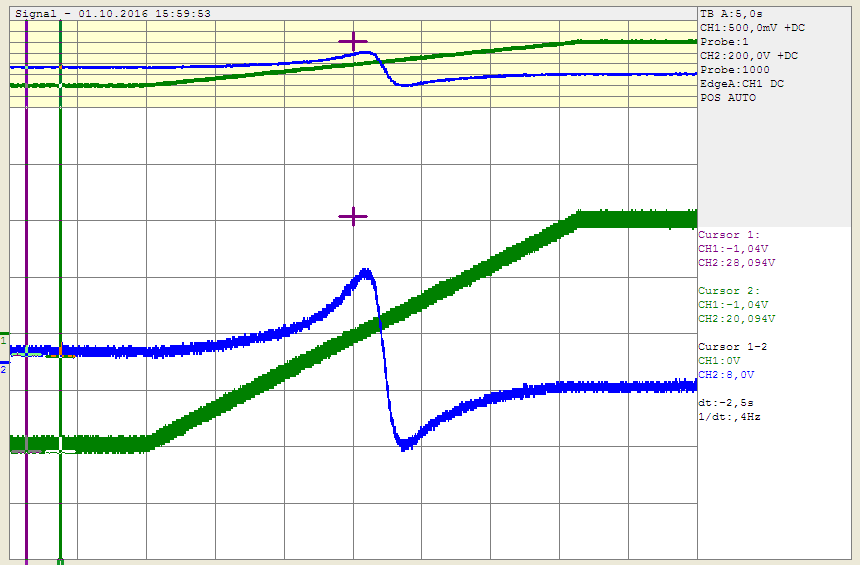 Signal - 01.10.2016 15:59:53
TB A:5,0s
CH1:500,0mV +DC
Probe:1
CH2:200,0V +DC
Probe:1000
EdgeA:CH1 DC
POS AUTO
Cursor 1:
CH1:-1,04V
CH2:28,094V
Cursor 2:
CH1:-1,04V
CH2:20,094V
Cursor 1-2
CH1:0V
CH2:8,0V
dt:-2,5s
1/dt:,4Hz
1
2